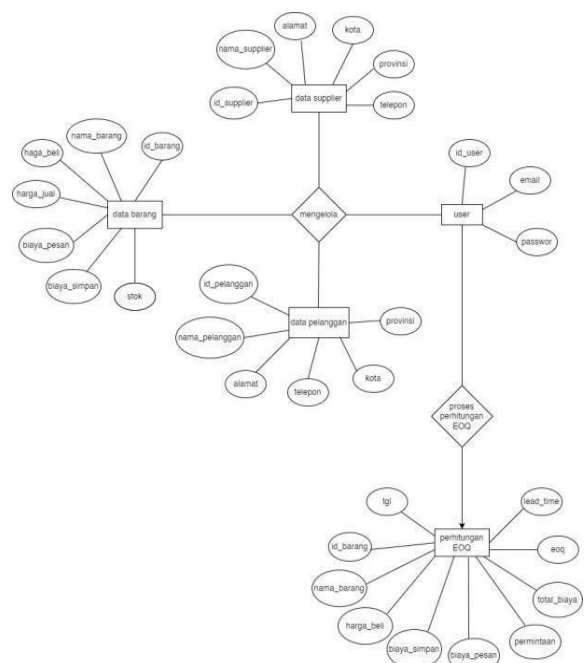 alamat
kota
nama_supplier
provinsi
id_supplier
data supplier
telepon
nama_barang
id_barang
haga_beli
harga_jual
data barang
biaya_pesan
biaya_simpan
stok
mengelola
id_user
email
user
passwor
id_pelanggan
data pelanggan
provinsi
nama_pelanggan
alamat
telepon
kota
proses
perhitungan
EOQ
tgl
lead_time
id_barang
perhitungan
EOQ
eoq
nama_barang
total_biaya
harga_beli
permintaan
biaya_simpan
biaya_pesan